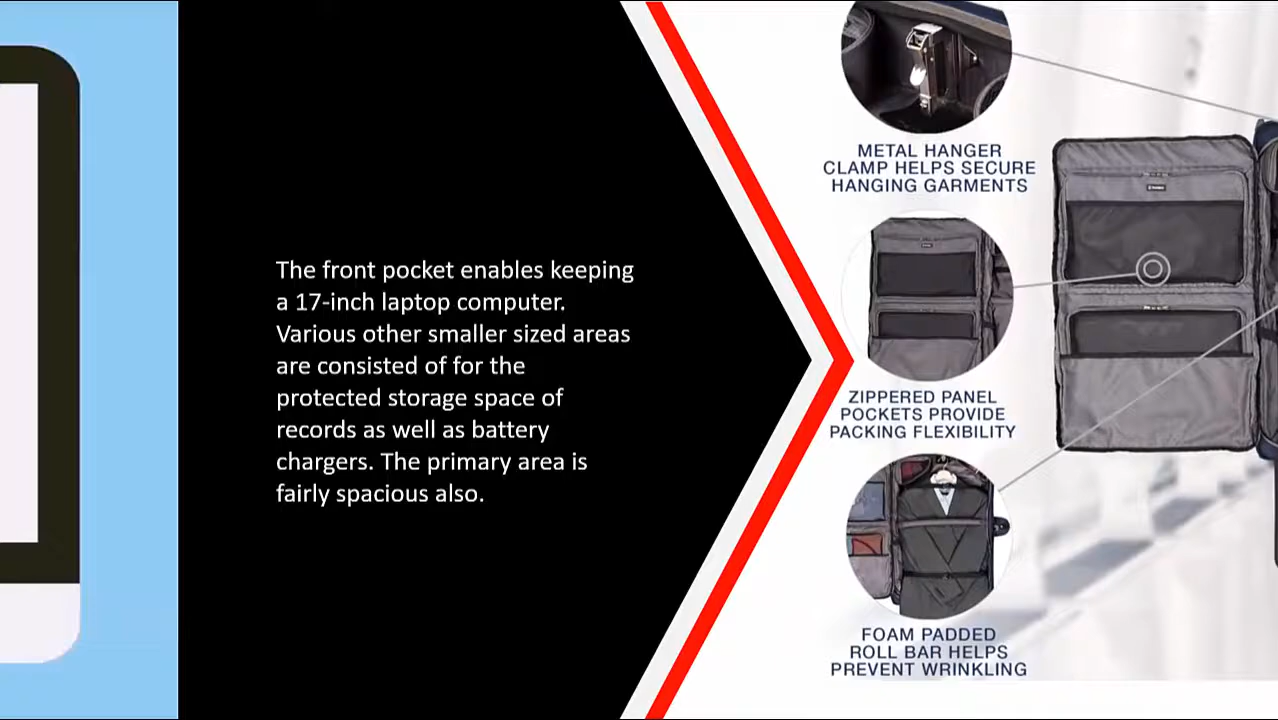 The front pocket enables keeping
a 17-inch laptop computer.
Various other smaller sized areas
are consisted of for the
protected storage space of
records as well as battery
chargers. The primary area is
fairly spacious also.
METAL HANGER
CLAMP HELPS SECURE
HANGING GARMENTS
ZIPPERED PANEL
POCKETS PROVIDE
PACKING FLEXIBILITY
FOAM PADDED
ROLL BAR HELPS
PREVENT WRINKLING